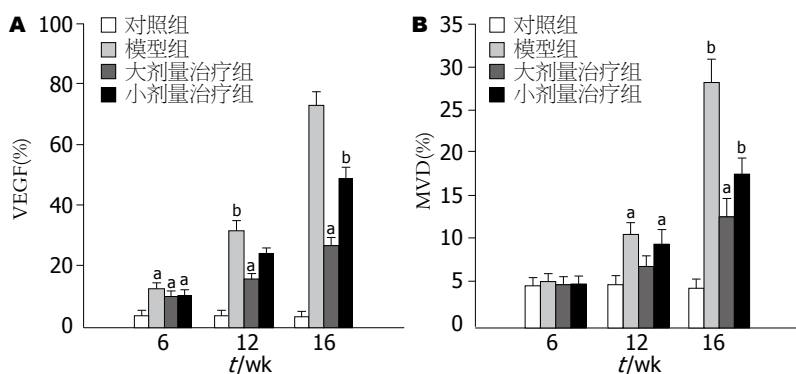 A
100
80
60
40
20
0
VEGF(%)
对照组
模型组
大剂量治疗组
小剂量治疗组
a a a
b
a
a
b
6 12 16
t/wk
B
35
30
25
20
15
10
5
0
MVD(%)
对照组
模型组
大剂量治疗组
小剂量治疗组
a
a
b
a
b
6 12 16
t/wk